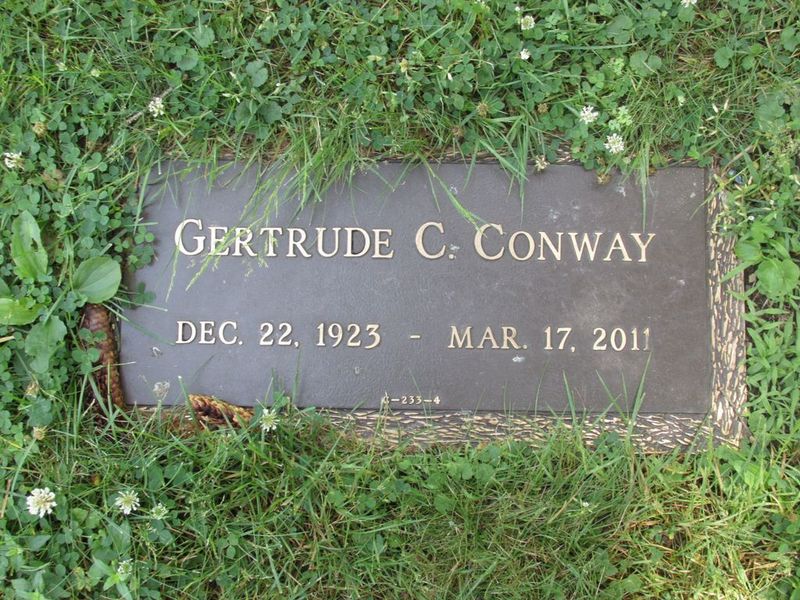 GERTRUDE C. CONWAY
DEC. 22, 1923 - MAR. 17, 2011
C-233-4